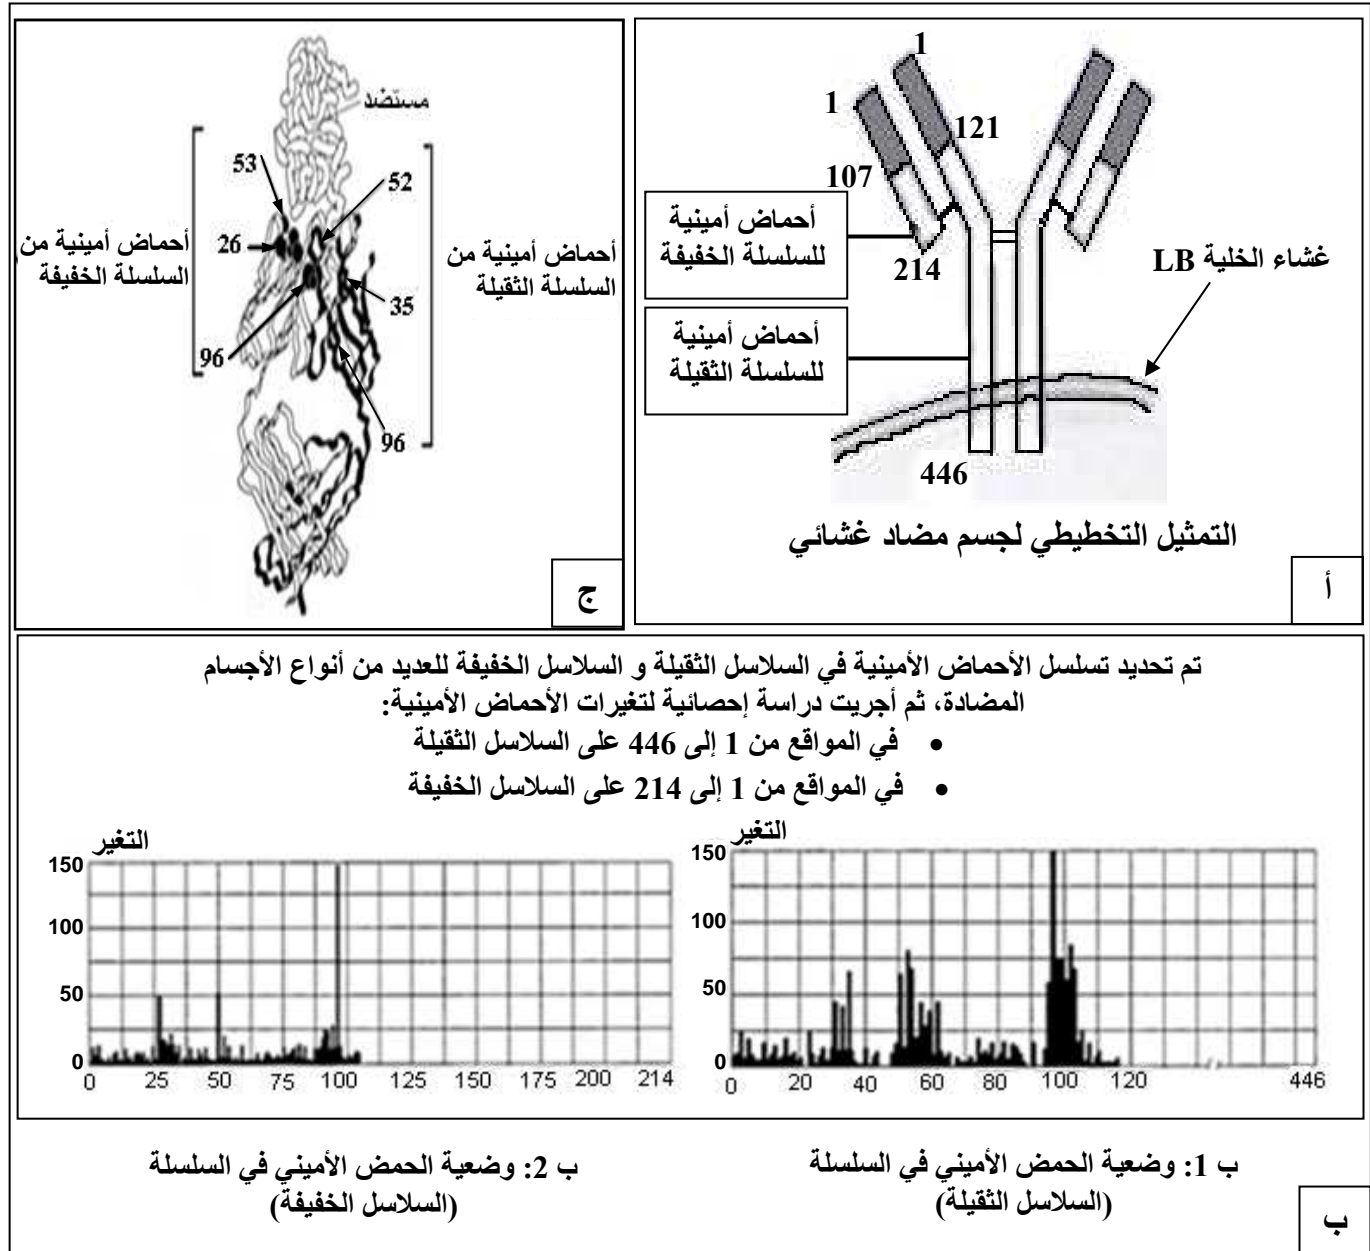 1
1
121
107
214
أحماض أمينية
للسلسلة الخفيفة
أحماض أمينية
للسلسلة الثقيلة
غشاء الخلية LB
446
التمثيل التخطيطي لجسم مضاد غشائي
أ
مستضد
53
52
26
35
96
96
أحماض أمينية من
السلسلة الثقيلة
أحماض أمينية من
السلسلة الخفيفة
ج
تم تحديد تسلسل الأحماض الأمينية في السلاسل الثقيلة و السلاسل الخفيفة للعديد من أنواع الأجسام
المضادة، ثم أجريت دراسة إحصائية لتغيرات الأحماض الأمينية:
• في المواقع من 1 إلى 446 على السلاسل الثقيلة
• في المواقع من 1 إلى 214 على السلاسل الخفيفة
التغير
150
100
50
0
0 20 40 60 80 100 120 446
التغير
150
100
50
0
0 25 50 75 100 125 150 175 200 214
ب 1: وضعية الحمض الأميني في السلسلة
(السلاسل الثقيلة)
ب 2: وضعية الحمض الأميني في السلسلة
(السلاسل الخفيفة)
ب